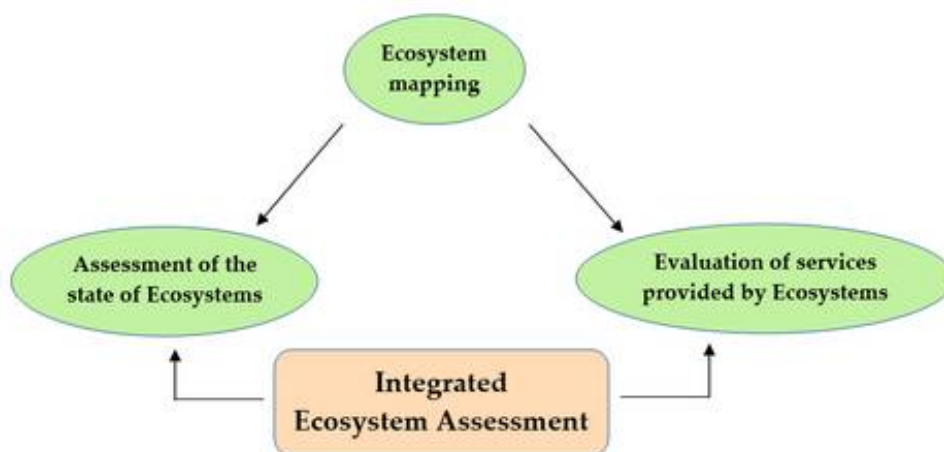 Ecosystem
mapping
Assessment of the
state of Ecosystems
Evaluation of services
provided by Ecosystems
Integrated
Ecosystem Assessment